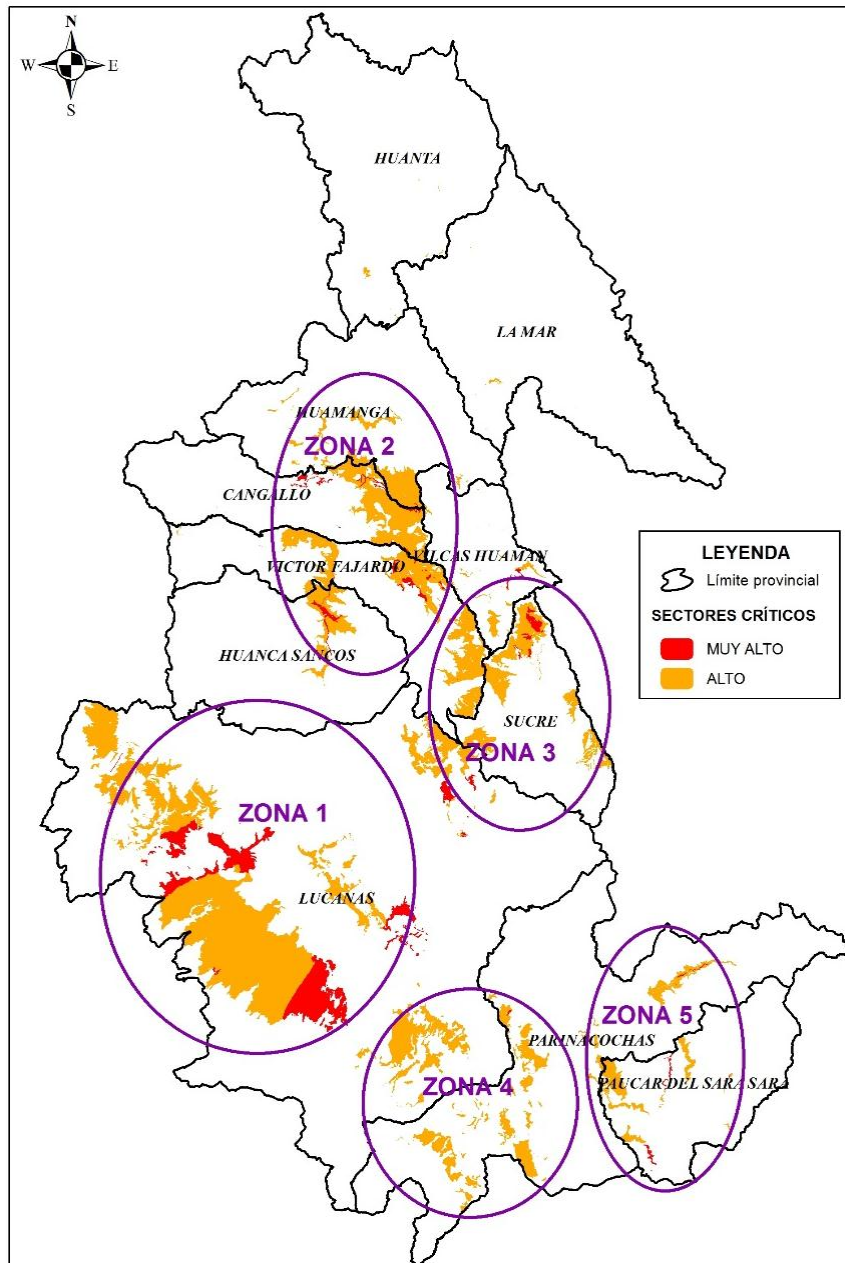 N
W E
S
HUANTA
LA MAR
HUAMANGA
ZONA 2
CANGALLO
VILCAS HUAMAN
VICTOR FAJARDO
HUANCA SANCOS
LEYENDA
Límite provincial
SECTORES CRÍTICOS
MUY ALTO
ALTO
SUCRE
ZONA 3
ZONA 1
LUCANAS
ZONA 5
PARINACOCHAS
ZONA 4
PAUCAR DEL SARA SARA